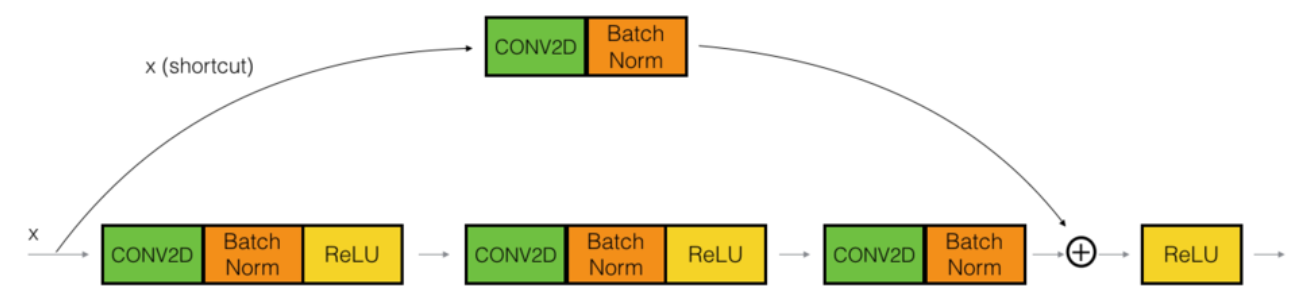 x (shortcut)
CONV2D
Batch
Norm
x
CONV2D
Batch
Norm
ReLU
CONV2D
Batch
Norm
ReLU
CONV2D
Batch
Norm
ReLU